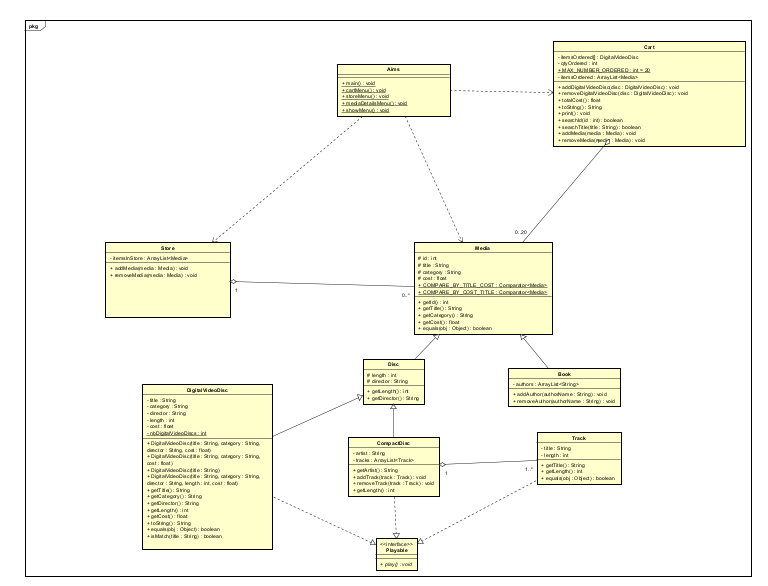 pkg
Cart
- itemsOrdered[] : DigitalVideoDisc
- qtyOrdered : int
+ MAX_NUMBER_ORDERED : int = 20
- itemsOrdered : ArrayList<Media>
+ addDigitalVideoDisc(disc : DigitalVideoDisc) : void
+ removeDigitalVideoDisc(disc : DigitalVideoDisc) : void
+ totalCost() : float
+ toString() : String
+ print() : void
+ searchId(id : int) : boolean
+ searchTitle(title : String) : boolean
+ addMedia(media : Media) : void
+ removeMedia(media : Media) : void
Aims
+ main() : void
+ cartMenu() : void
+ storeMenu() : void
+ mediaDetailsMenu() : void
+ showMenu() : void
0..20
Store
- itemsInStore : ArrayList<Media>
+ addMedia(media : Media) : void
+ removeMedia(media : Media) : void
1
0..*
Media
# id : int
# title : String
# category : String
# cost : float
+ COMPARE_BY_TITLE_COST : Comparator<Media>
+ COMPARE_BY_COST_TITLE : Comparator<Media>
+ getId() : int
+ getTitle() : String
+ getCategory() : String
+ getCost() : float
+ equals(obj : Object) : boolean
Disc
# length : int
# director : String
+ getLength() : int
+ getDirector() : String
Book
- authors : ArrayList<String>
+ addAuthor(authorName : String) : void
+ removeAuthor(authorName : String) : void
DigitalVideoDisc
- title : String
- category : String
- director : String
- length : int
- cost : float
- nbDigitalVideoDiscs : int
+ DigitalVideoDisc(title : String, category : String,
director : String, cost : float)
+ DigitalVideoDisc(title : String, category : String,
cost : float)
+ DigitalVideoDisc(title : String)
+ DigitalVideoDisc(title : String, category : String,
director : String, length : int, cost : float)
+ getTitle() : String
+ getCategory() : String
+ getDirector() : String
+ getLength() : int
+ getCost() : float
+ toString() : String
+ equals(obj : Object) : boolean
+ isMatch(title : String) : boolean
CompactDisc
- artist : String
- tracks : ArrayList<Track>
+ getArtist() : String
+ addTrack(track : Track) : void
+ removeTrack(track : Track) : void
+ getLength() : int
1
1..*
Track
- title : String
- length : int
+ getTitle() : String
+ getLength() : int
+ equals(obj : Object) : boolean
<<interface>>
Playable
+ play() : void